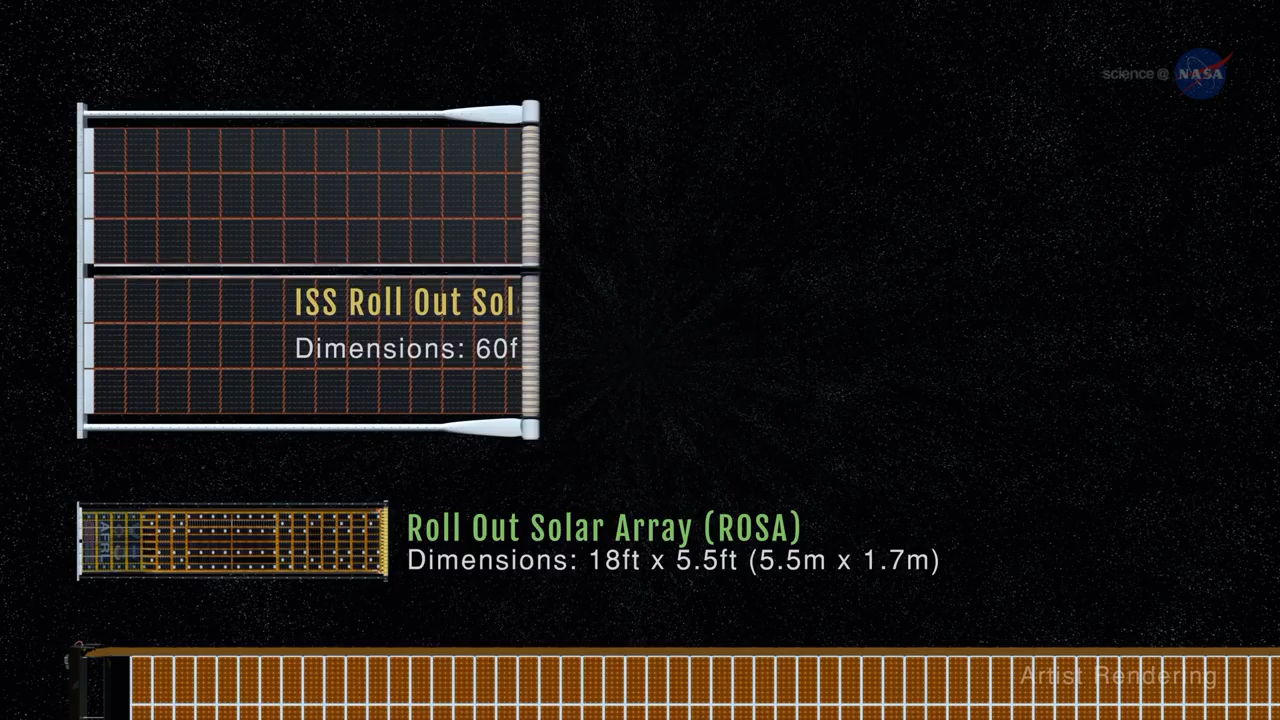 science@ NASA
ISS Roll Out Sol
Dimensions: 60f
AFRL
Roll Out Solar Array (ROSA)
Dimensions: 18ft x 5.5ft (5.5m x 1.7m)
Artist Rendering